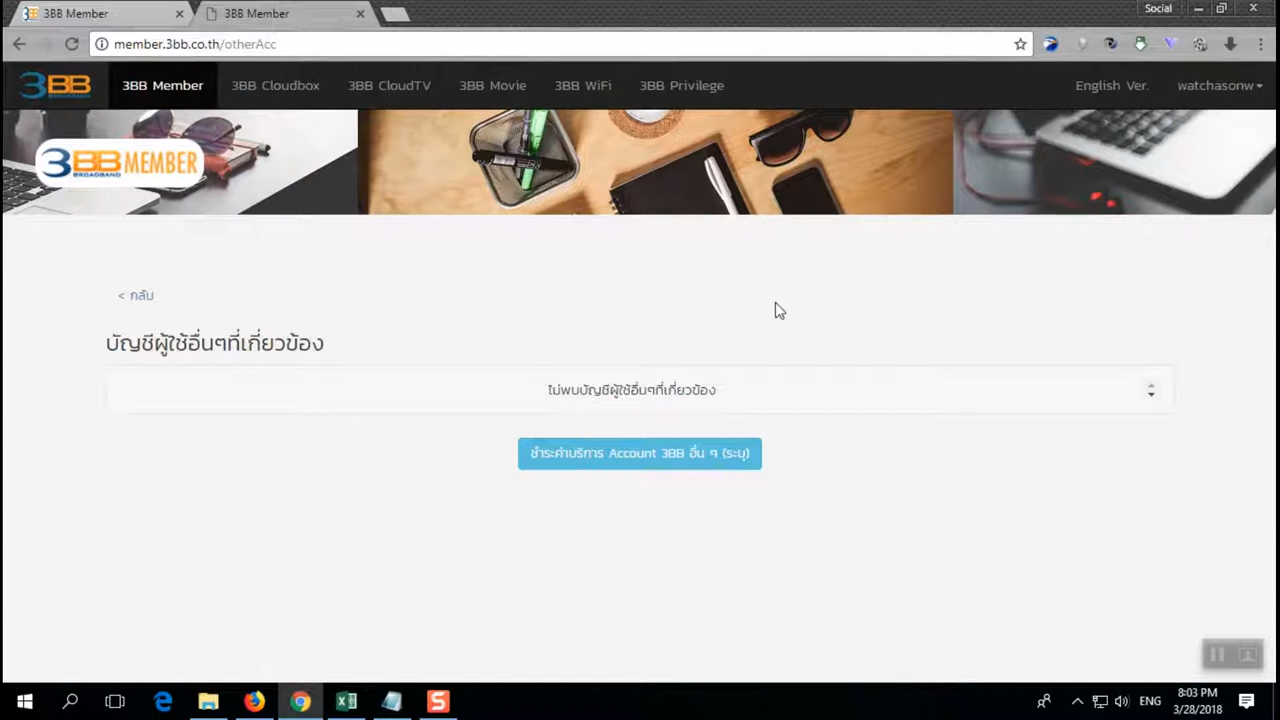 3BB Member
3BB Member
Social
member.3bb.co.th/otherAcc
3BB
3BB Member
3BB Cloudbox
3BB CloudTV
3BB Movie
3BB WiFi
3BB Privilege
English Ver.
watchasonw
3BB MEMBER
BROADBAND
< กลับ
บัญชีผู้ใช้อื่นๆที่เกี่ยวข้อง
ไม่พบบัญชีผู้ใช้อื่นๆที่เกี่ยวข้อง
ชำระค่าบริการ Account 3BB อื่น ๆ (ระบุ)
ENG
8:03 PM
3/28/2018